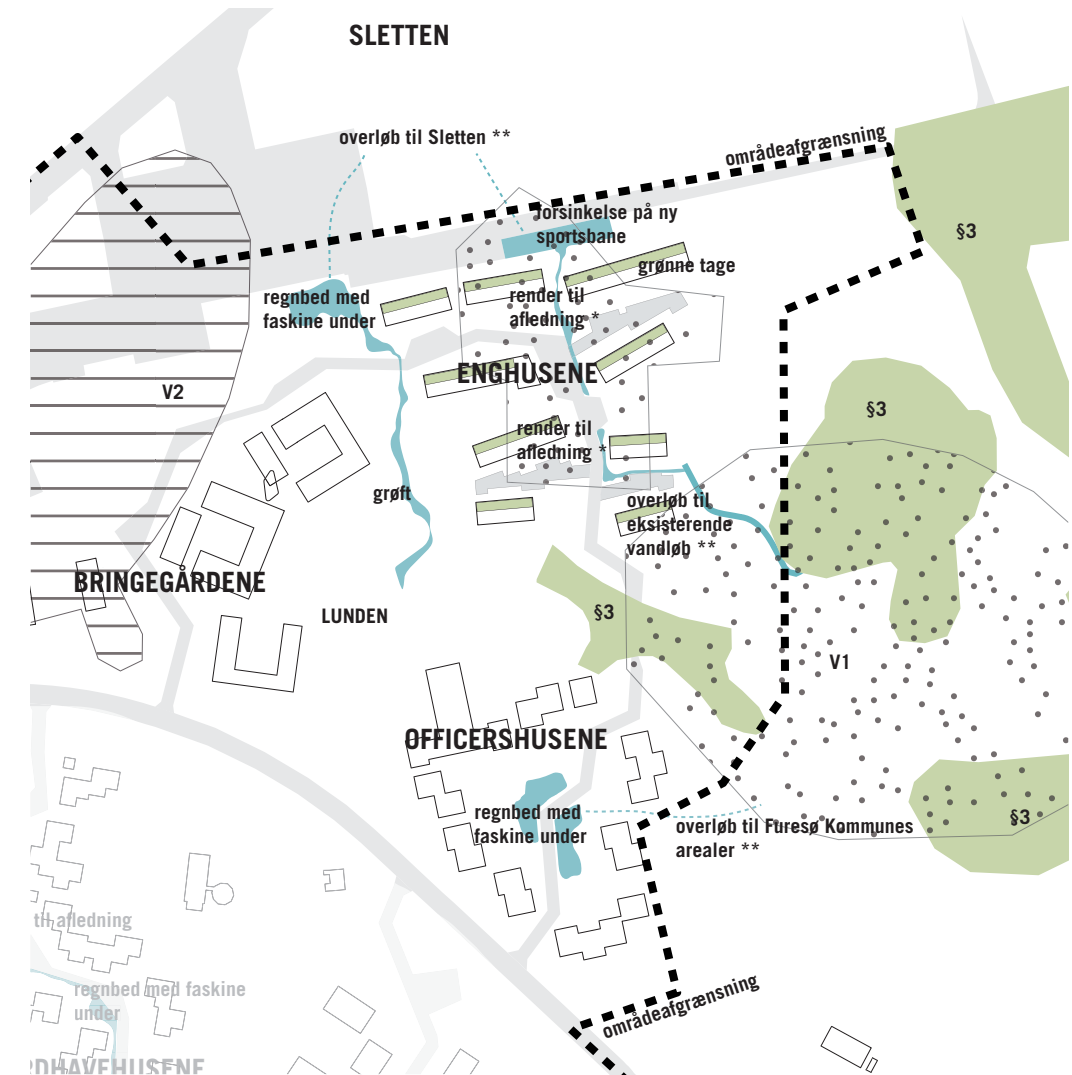 SLETTEN
overløb til Sletten **
områdeafgrænsning
forsinkelse på ny
sportsbane
§3
grønne tage
regnbed med
faskine under
render til
afledning *
ENGHUSENE
V2
§3
render til
afledning *
grøft
overløb til
eksisterende
vandløb **
BRINGEGÅRDENE
LUNDEN
§3
V1
OFFICERSHUSENE
regnbed med
faskine under
overløb til Furesø Kommunes
arealer **
§3
til afledning
regnbed med faskine
under
områdeafgrænsning
RDHAVEHUSENE